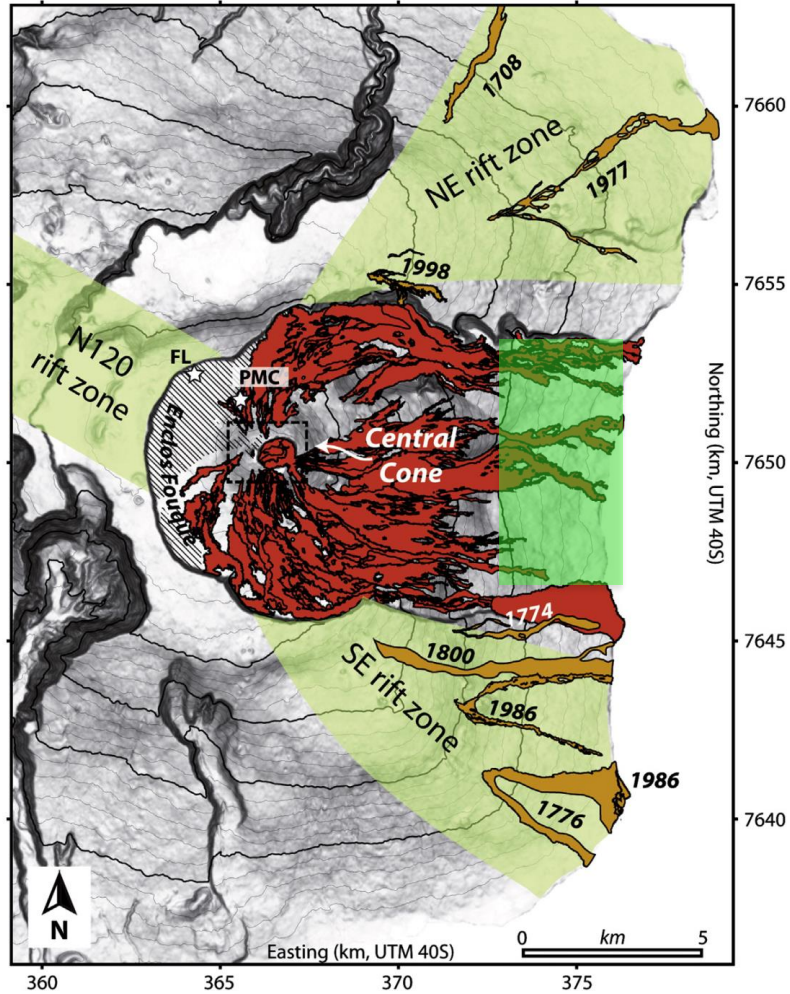 1708
7660
NE rift zone
1977
1998
7655
N120
rift zone
FL
PMC
Enclos Fouqué
Central
Cone
7650
Northing (km, UTM 40S)
1774
7645
1800
SE rift zone
1986
1986
1776
7640
N
Easting (km, UTM 40S)
0 km 5
360 365 370 375